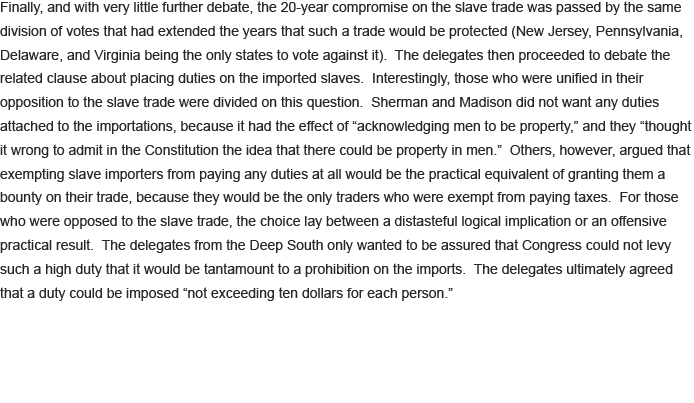 Finally, and with very little further debate, the 20-year compromise on the slave trade was passed by the same
division of votes that had extended the years that such a trade would be protected (New Jersey, Pennsylvania,
Delaware, and Virginia being the only states to vote against it).  The delegates then proceeded to debate the
related clause about placing duties on the imported slaves.  Interestingly, those who were unified in their
opposition to the slave trade were divided on this question.  Sherman and Madison did not want any duties
attached to the importations, because it had the effect of “acknowledging men to be property,” and they “thought
it wrong to admit in the Constitution the idea that there could be property in men.”  Others, however, argued that
exempting slave importers from paying any duties at all would be the practical equivalent of granting them a
bounty on their trade, because they would be the only traders who were exempt from paying taxes.  For those
who were opposed to the slave trade, the choice lay between a distasteful logical implication or an offensive
practical result.  The delegates from the Deep South only wanted to be assured that Congress could not levy
such a high duty that it would be tantamount to a prohibition on the imports.  The delegates ultimately agreed
that a duty could be imposed “not exceeding ten dollars for each person.”